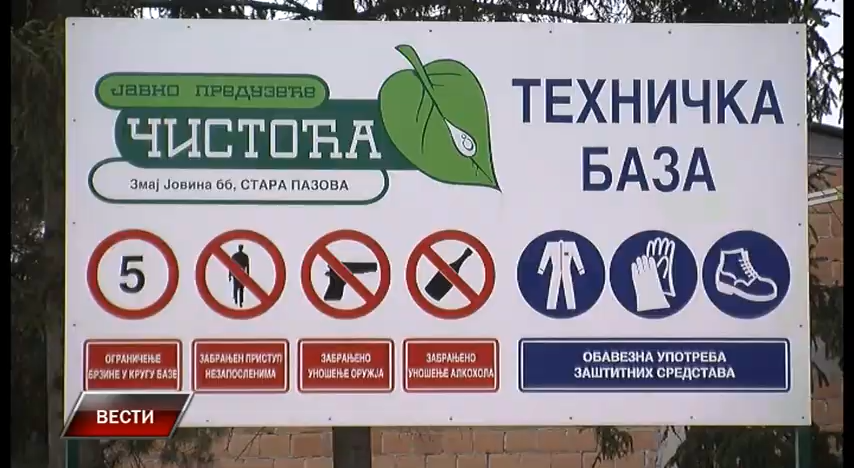 ЈАВНО ПРЕДУЗЕЋЕ
ЧИСТОЋА
Змај Јовина бб, СТАРА ПАЗОВА
ТЕХНИЧКА
БАЗА
5
ОГРАНИЧЕЊЕ
БРЗИНЕ У КРУГУ БАЗЕ
ЗАБРАЊЕН ПРИСТУП
НЕЗАПОСЛЕНИМА
ЗАБРАЊЕНО
УНОШЕЊЕ ОРУЖЈА
ЗАБРАЊЕНО
УНОШЕЊЕ АЛКОХОЛА
ОБАВЕЗНА УПОТРЕБА
ЗАШТИТНИХ СРЕДСТАВА
ВЕСТИ